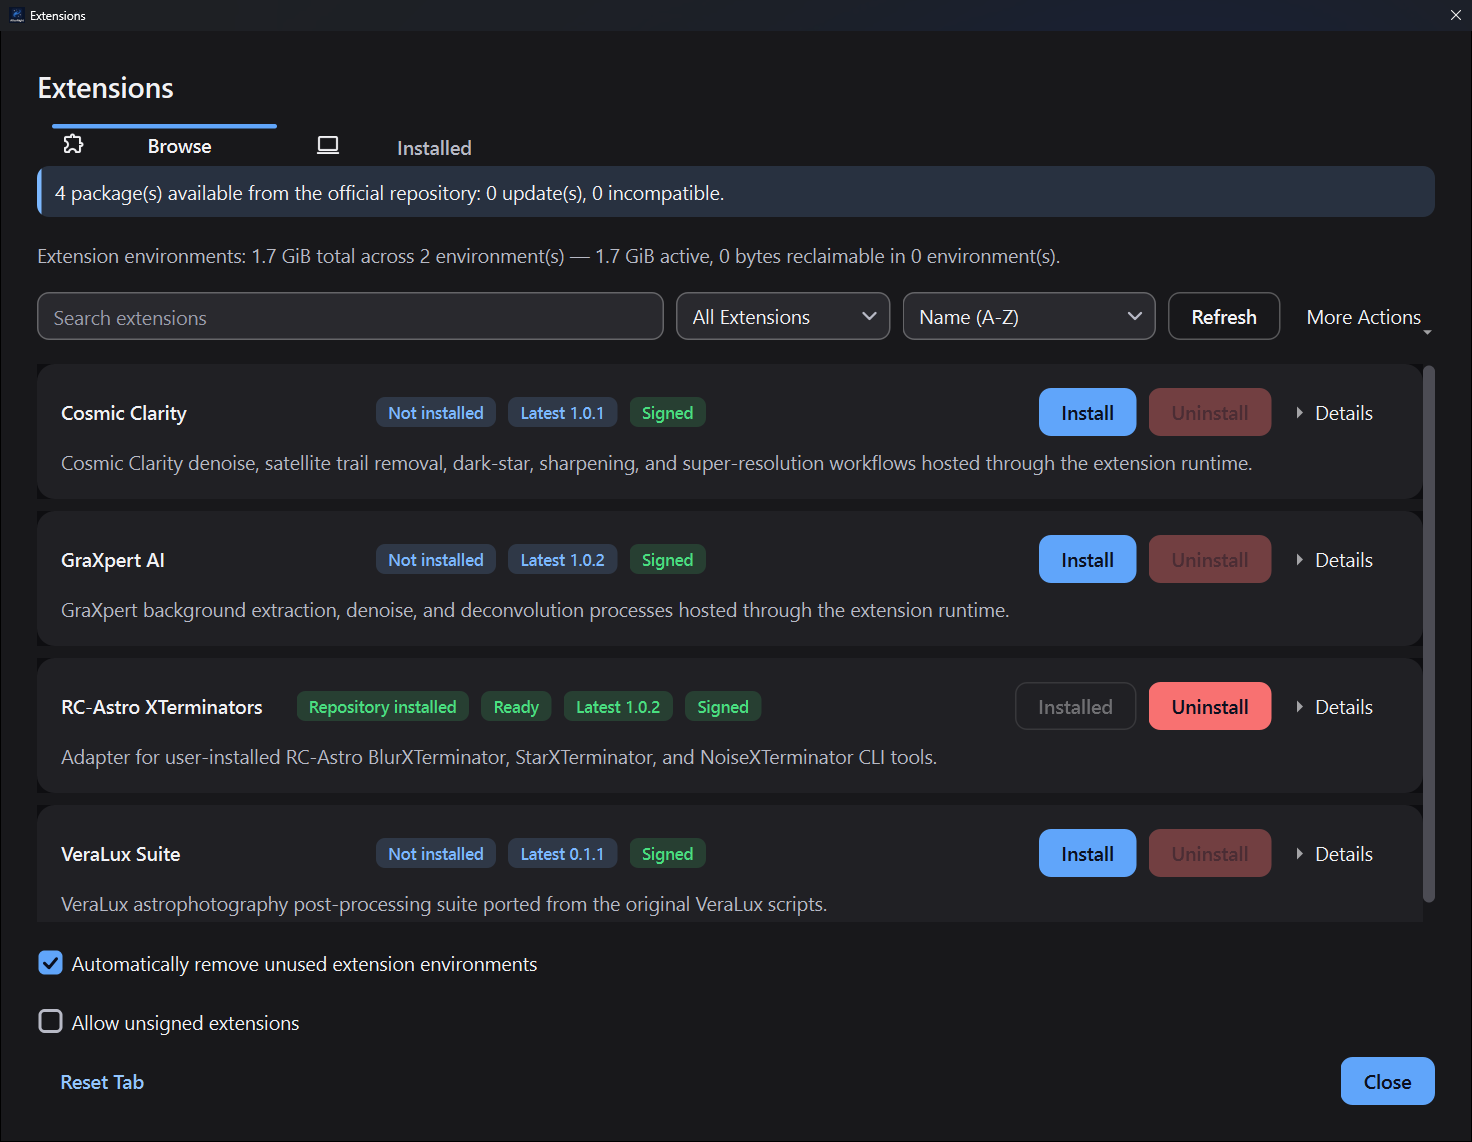 Extensions
Extensions
Browse
Installed
4 package(s) available from the official repository: 0 update(s), 0 incompatible.
Extension environments: 1.7 GiB total across 2 environment(s) — 1.7 GiB active, 0 bytes reclaimable in 0 environment(s).
Search extensions All Extensions Name (A-Z) Refresh More Actions
Cosmic Clarity Not installed Latest 1.0.1 Signed Install Uninstall Details
Cosmic Clarity denoise, satellite trail removal, dark-star, sharpening, and super-resolution workflows hosted through the extension runtime.
GraXpert AI Not installed Latest 1.0.2 Signed Install Uninstall Details
GraXpert background extraction, denoise, and deconvolution processes hosted through the extension runtime.
RC-Astro XTerminators Repository installed Ready Latest 1.0.2 Signed Installed Uninstall Details
Adapter for user-installed RC-Astro BlurXTerminator, StarXTerminator, and NoiseXTerminator CLI tools.
VeraLux Suite Not installed Latest 0.1.1 Signed Install Uninstall Details
VeraLux astrophotography post-processing suite ported from the original VeraLux scripts.
Automatically remove unused extension environments
Allow unsigned extensions
Reset Tab Close